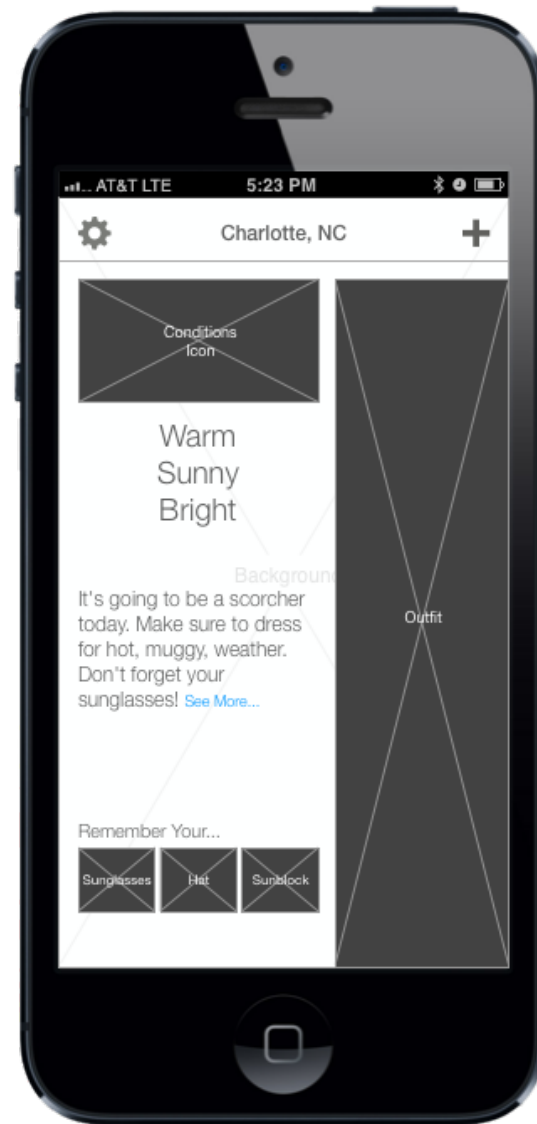 AT&T LTE 5:23 PM
Charlotte, NC
Conditions
Icon
Warm
Sunny
Bright
Background
It's going to be a scorcher
today. Make sure to dress
for hot, muggy, weather.
Don't forget your
sunglasses! See More...
Outfit
Remember Your...
Sunglasses Hat Sunblock